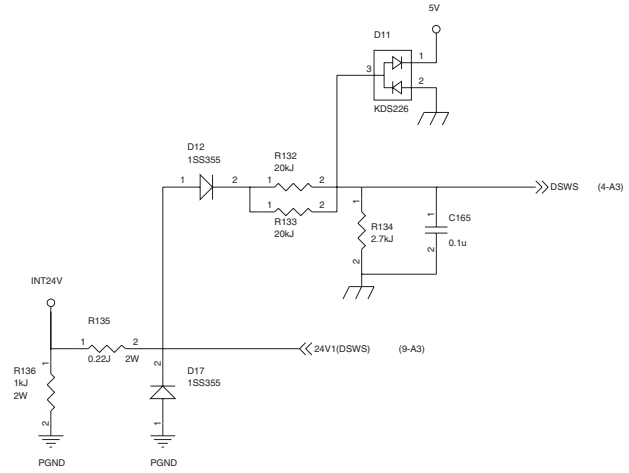 5V
D11
1
3
2
KDS226
D12
1SS355
1
2
R132
20kJ
1
2
1
2
R133
20kJ
DSWS
(4-A3)
1
R134
2.7kJ
2
1
C165
0.1u
2
INT24V
R135
1
2
0.22J
2W
24V1(DSWS)
(9-A3)
R136
1kJ
2W
1
2
PGND
2
D17
1SS355
1
PGND